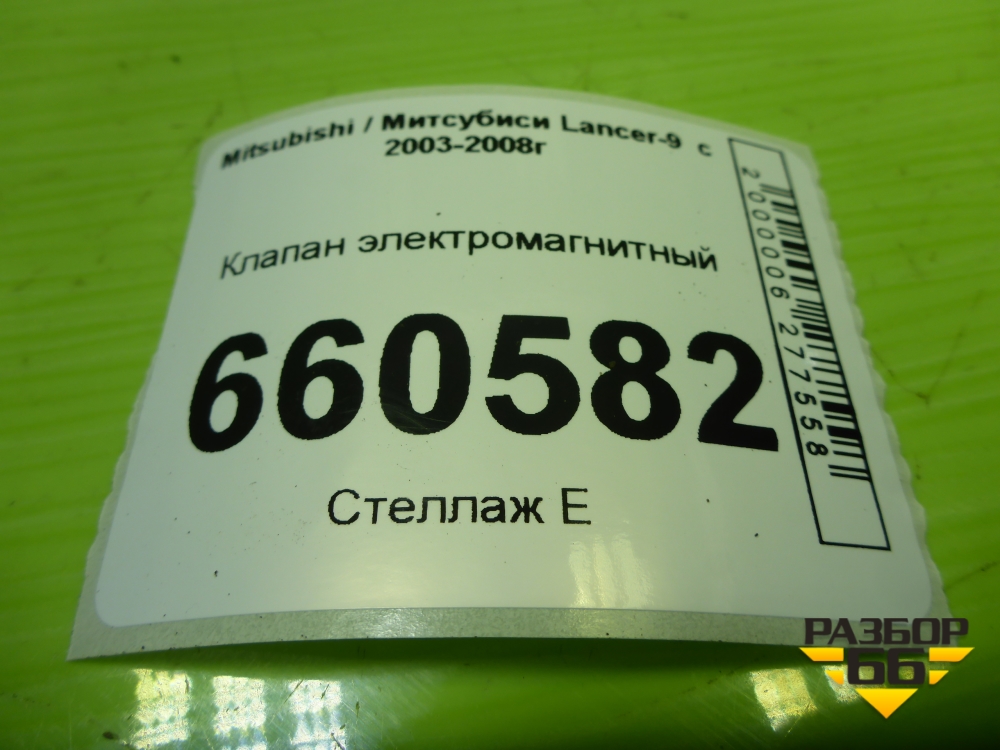 Mitsubishi / Митсубиси Lancer-9 с
2003-2008г
Клапан электромагнитный
660582
Стеллаж Е
2000006277558
РАЗБОР
66